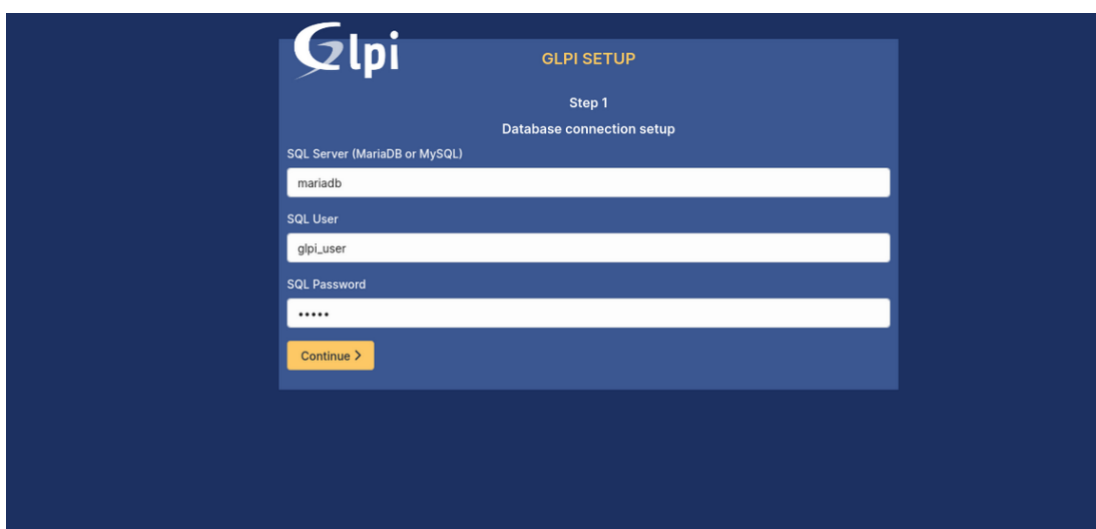 Glpi
GLPI SETUP
Step 1
Database connection setup
SQL Server (MariaDB or MySQL)
mariadb
SQL User
glpi_user
SQL Password
•••••
Continue >